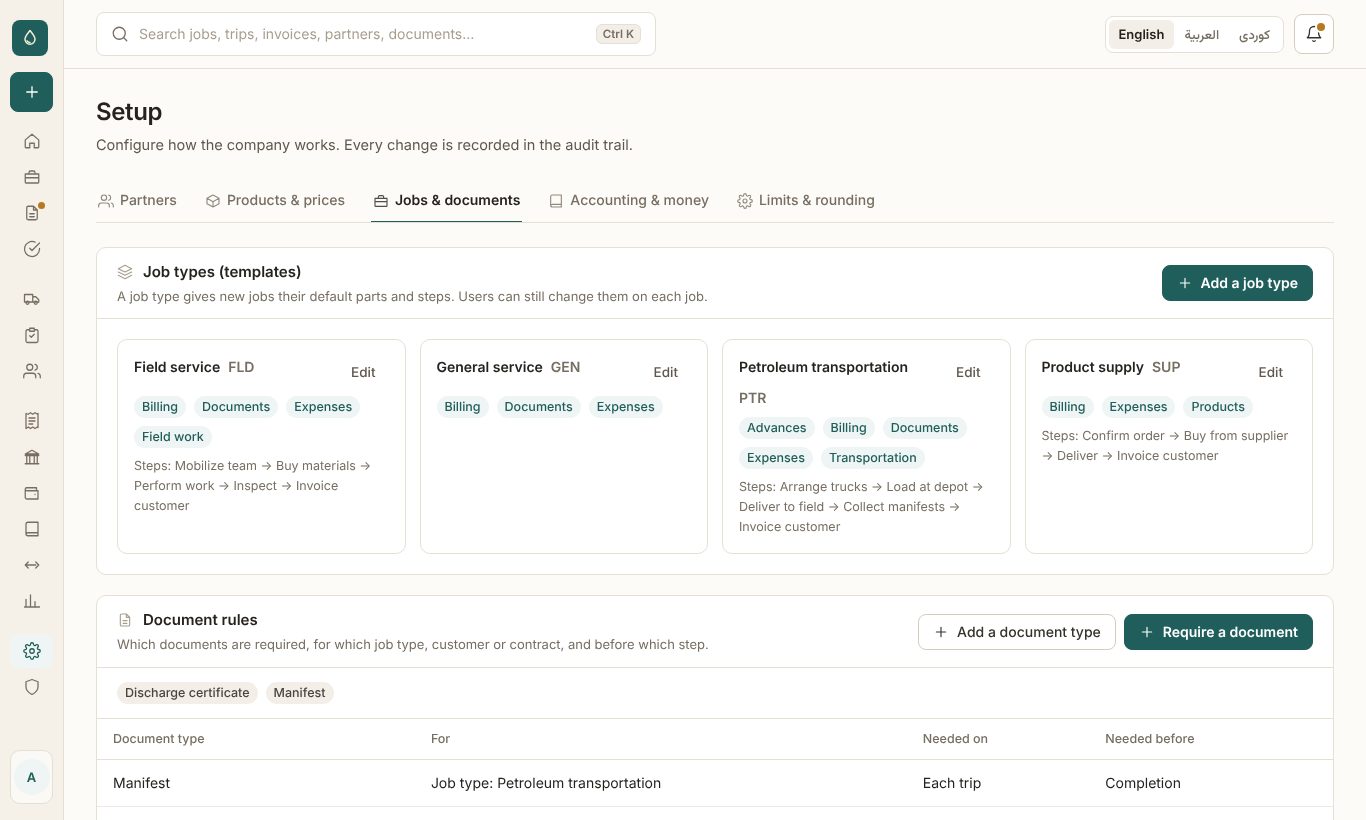 Search jobs, trips, invoices, partners, documents...
Ctrl K
English
العربية
كوردی
Setup
Configure how the company works. Every change is recorded in the audit trail.
Partners
Products & prices
Jobs & documents
Accounting & money
Limits & rounding
Job types (templates)
A job type gives new jobs their default parts and steps. Users can still change them on each job.
+ Add a job type
Field service FLD
Edit
Billing
Documents
Expenses
Field work
Steps: Mobilize team → Buy materials →
Perform work → Inspect → Invoice
customer
General service GEN
Edit
Billing
Documents
Expenses
Petroleum transportation
PTR
Edit
Advances
Billing
Documents
Expenses
Transportation
Steps: Arrange trucks → Load at depot →
Deliver to field → Collect manifests →
Invoice customer
Product supply SUP
Edit
Billing
Expenses
Products
Steps: Confirm order → Buy from supplier
→ Deliver → Invoice customer
Document rules
Which documents are required, for which job type, customer or contract, and before which step.
+ Add a document type
+ Require a document
Discharge certificate
Manifest
Document type
For
Needed on
Needed before
Manifest
Job type: Petroleum transportation
Each trip
Completion
A